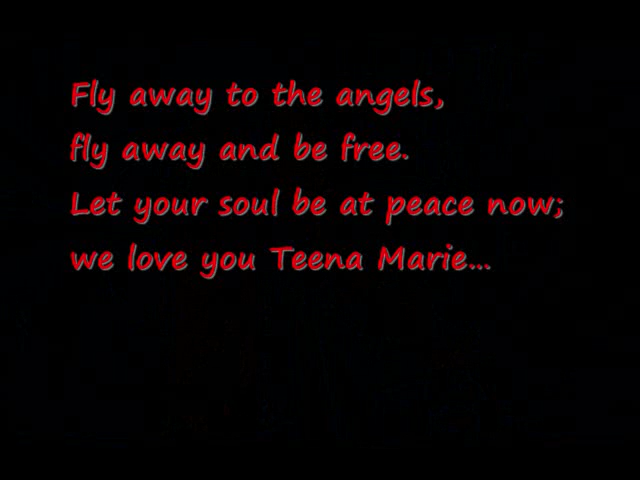 Fly away to the angels,
fly away and be free.
Let your soul be at peace now;
we love you Teena Marie...